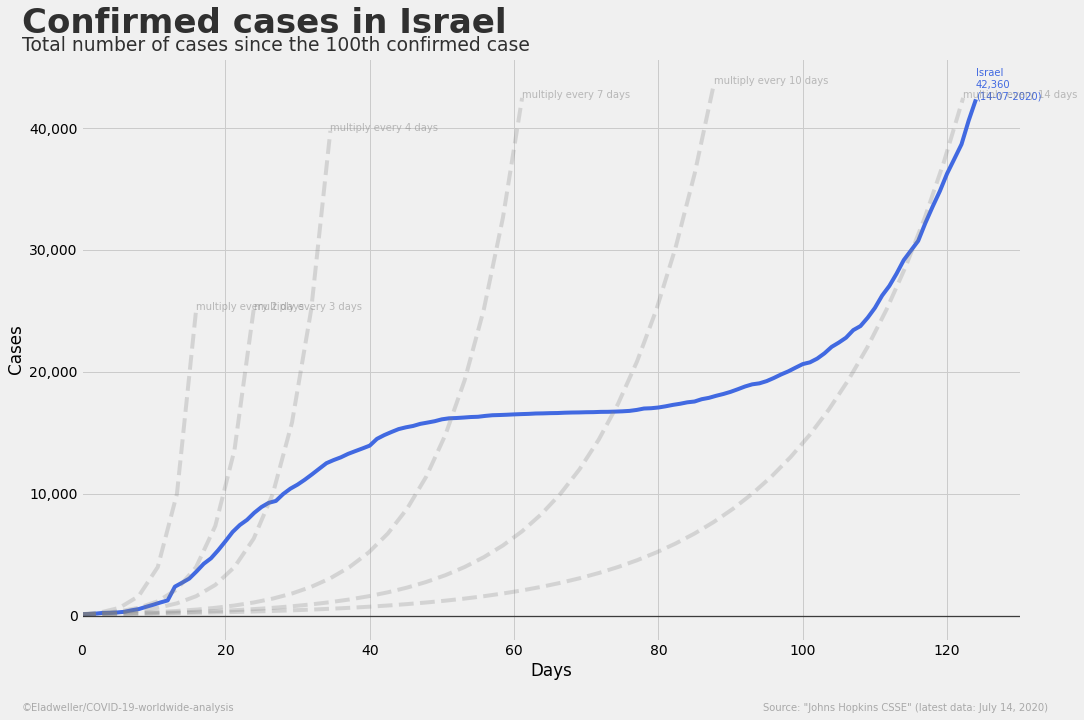 Confirmed cases in Israel
Total number of cases since the 100th confirmed case
Israel
42,360
(14-07-2020)
multiply every 10 days
multiply every 7 days
multiply every 14 days
multiply every 4 days
multiply every 2 days
multiply every 3 days
40,000
30,000
20,000
10,000
0
Cases
0 20 40 60 80 100 120
Days
©Eladweller/COVID-19-worldwide-analysis
Source: "Johns Hopkins CSSE" (latest data: July 14, 2020)